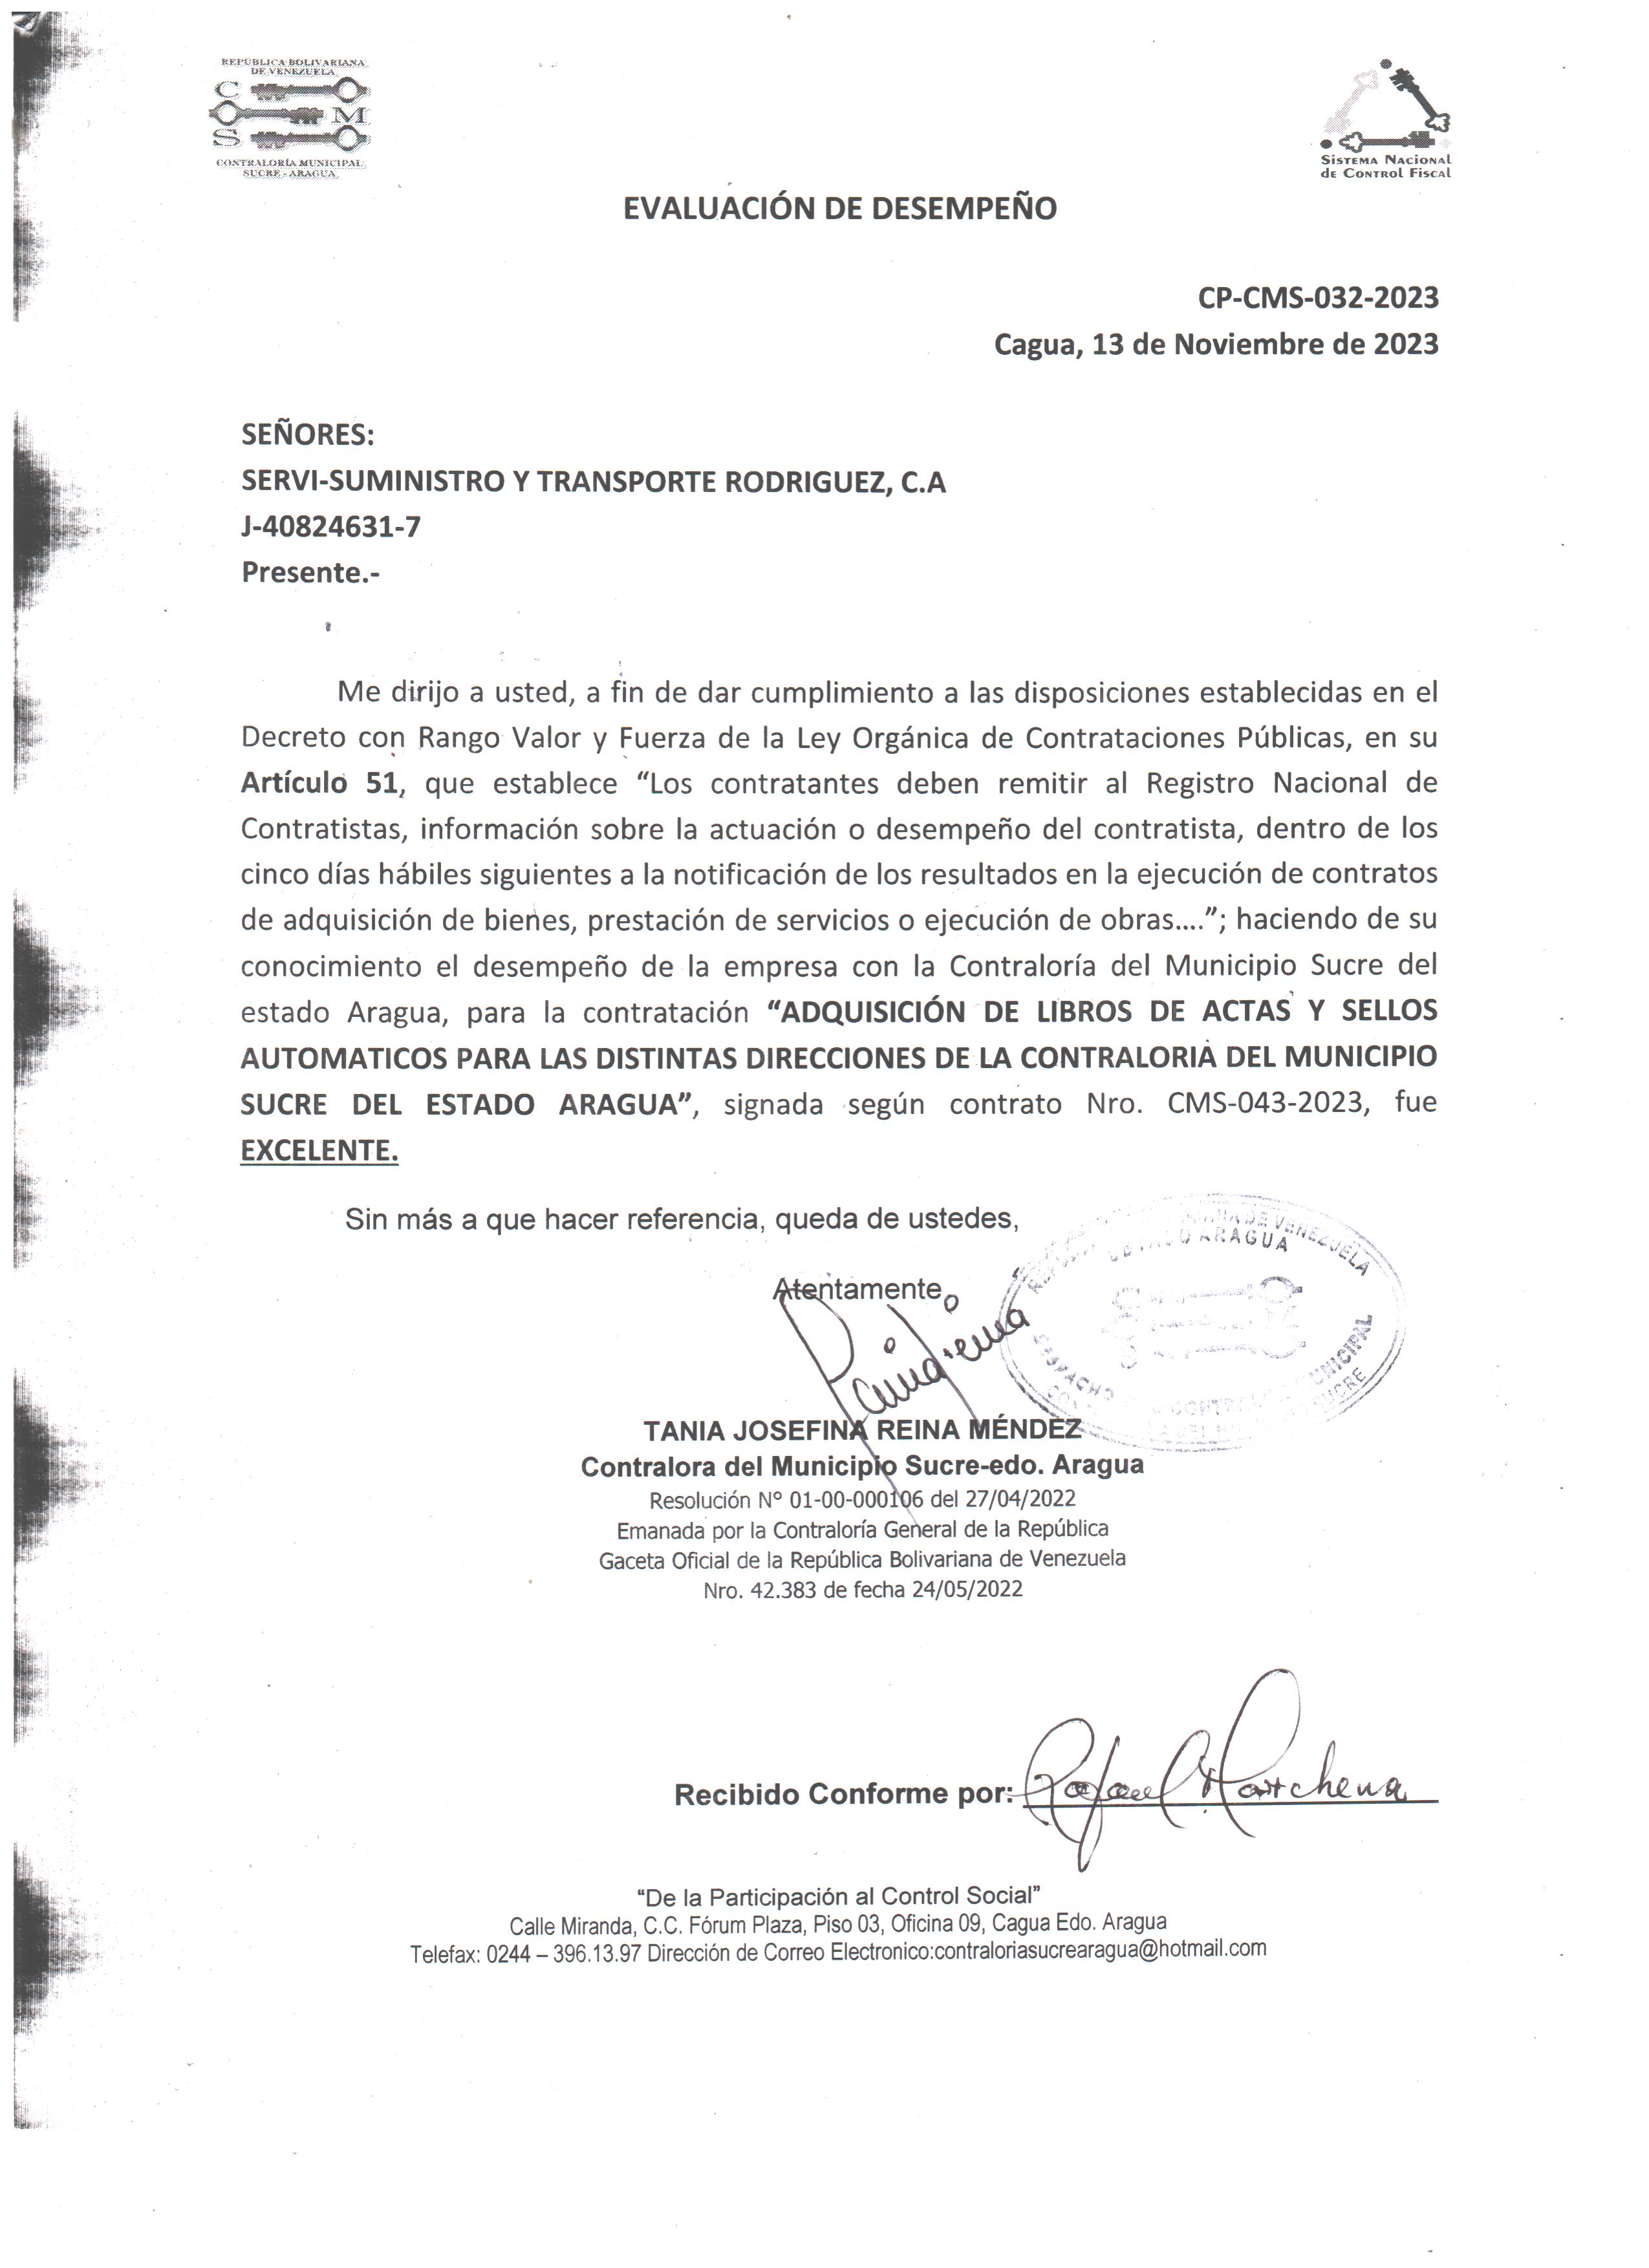 REPÚBLICA BOLIVARIANA
DE VENEZUELA
C
M
S
CONTRALORÍA MUNICIPAL
SUCRE - ARAGUA
SISTEMA NACIONAL
DE CONTROL FISCAL
EVALUACIÓN DE DESEMPEÑO
CP-CMS-032-2023
Cagua, 13 de Noviembre de 2023
SEÑORES:
SERVI-SUMINISTRO Y TRANSPORTE RODRIGUEZ, C.A
J-40824631-7
Presente.-
Me dirijo a usted, a fin de dar cumplimiento a las disposiciones establecidas en el
Decreto con Rango Valor y Fuerza de la Ley Orgánica de Contrataciones Públicas, en su
Artículo 51, que establece “Los contratantes deben remitir al Registro Nacional de
Contratistas, información sobre la actuación o desempeño del contratista, dentro de los
cinco días hábiles siguientes a la notificación de los resultados en la ejecución de contratos
de adquisición de bienes, prestación de servicios o ejecución de obras….”; haciendo de su
conocimiento el desempeño de la empresa con la Contraloría del Municipio Sucre del
estado Aragua, para la contratación “ADQUISICIÓN DE LIBROS DE ACTAS Y SELLOS
AUTOMATICOS PARA LAS DISTINTAS DIRECCIONES DE LA CONTRALORIA DEL MUNICIPIO
SUCRE DEL ESTADO ARAGUA”, signada según contrato Nro. CMS-043-2023, fue
EXCELENTE.
Sin más a que hacer referencia, queda de ustedes,
DE VENEZUELA
ARAGUA
DESPACHO
MUNICIPAL
SUCRE
Atentamente,
TANIA JOSEFINA REINA MÉNDEZ
Contralora del Municipio Sucre-edo. Aragua
Resolución N° 01-00-000106 del 27/04/2022
Emanada por la Contraloría General de la República
Gaceta Oficial de la República Bolivariana de Venezuela
Nro. 42.383 de fecha 24/05/2022
Recibido Conforme por: Rafael Marchena
“De la Participación al Control Social”
Calle Miranda, C.C. Fórum Plaza, Piso 03, Oficina 09, Cagua Edo. Aragua
Telefax: 0244 – 396.13.97 Dirección de Correo Electronico:contraloriasucrearagua@hotmail.com